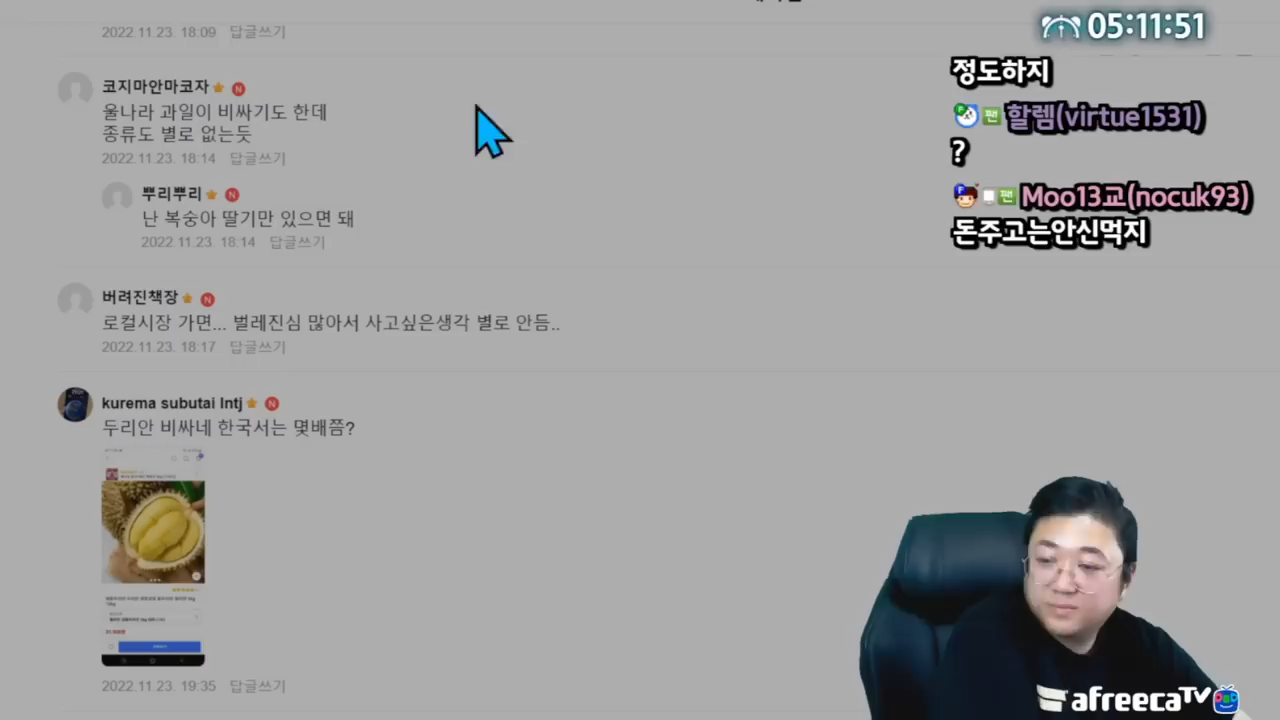 2022.11.23. 18:09 답글쓰기
코지마안마코자 N
울나라 과일이 비싸기도 한데
종류도 별로 없는듯
2022.11.23. 18:14 답글쓰기
뿌리뿌리 N
난 복숭아 딸기만 있으면 돼
2022.11.23. 18:14 답글쓰기
버려진책장 N
로컬시장 가면... 벌레진심 많아서 사고싶은생각 별로 안듬..
2022.11.23. 18:17 답글쓰기
kurema subutai Intj N
두리안 비싸네 한국서는 몇배쯤?
2022.11.23. 19:35 답글쓰기
05:11:51
정도하지
팬 할렘(virtue1531)
?
F 팬 Moo13교(nocuk93)
돈주고는안신먹지
afreecaTV